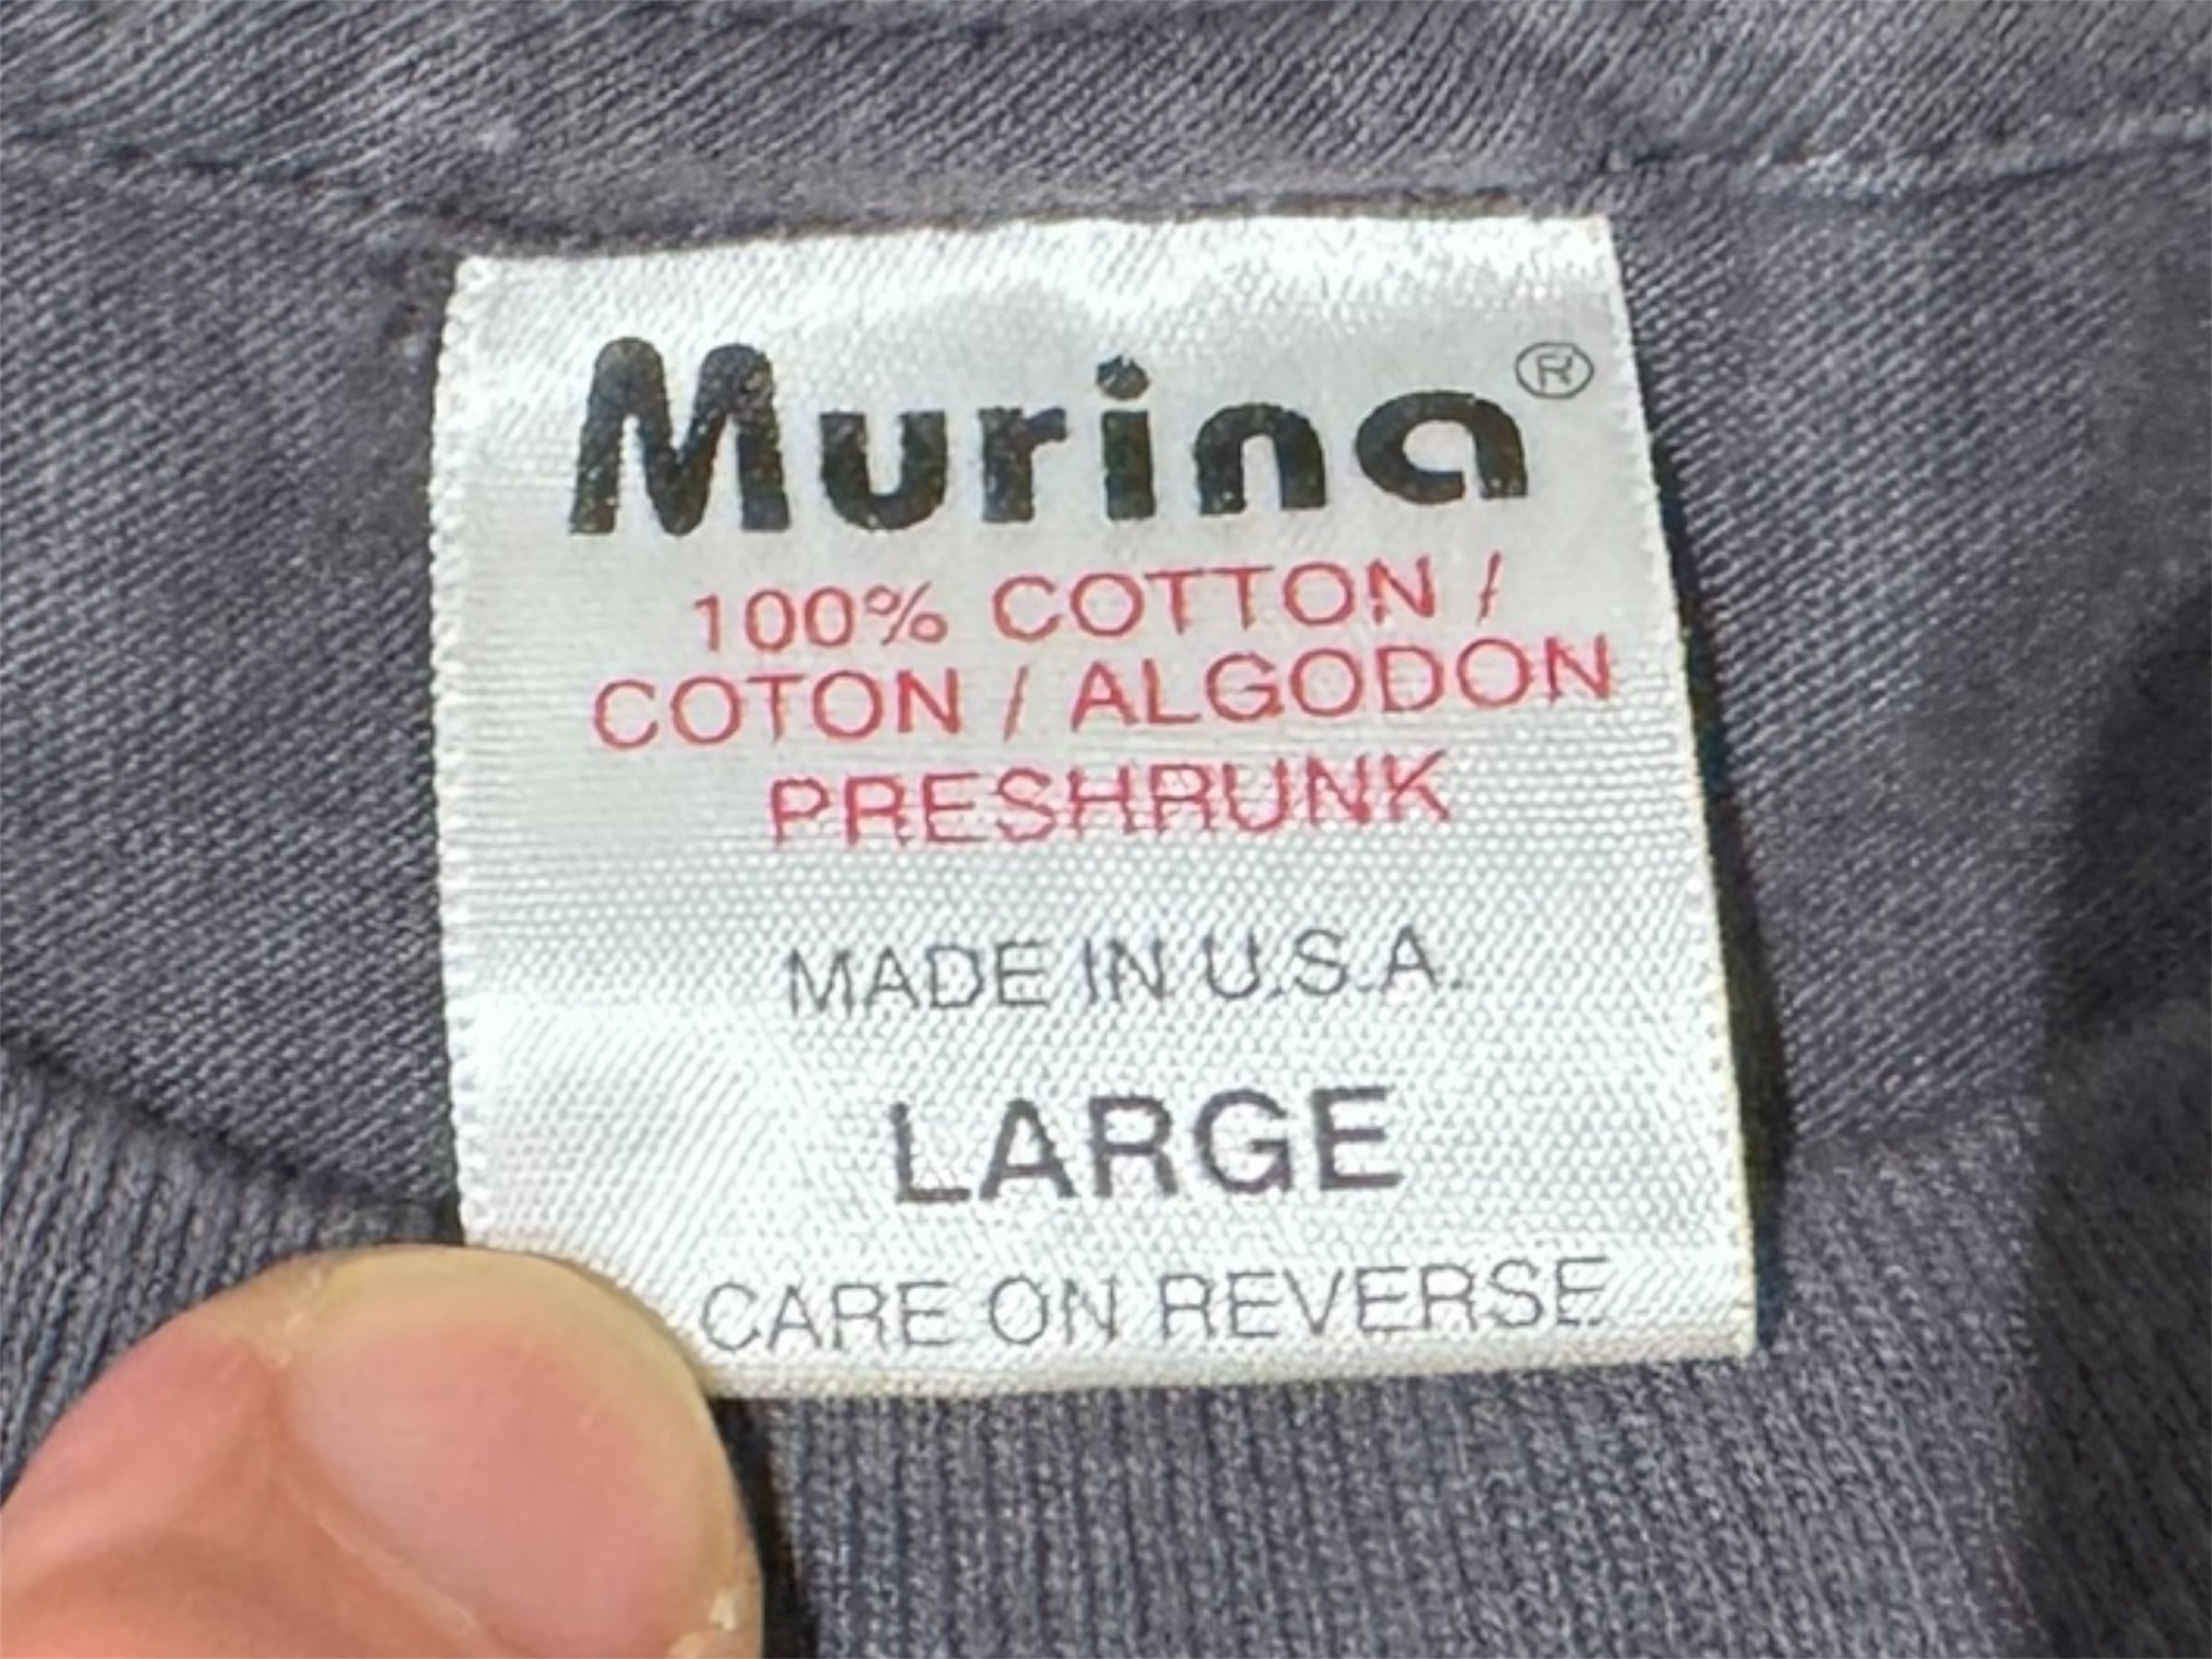 Murina®
100% COTTON /
COTON / ALGODON
PRESHRUNK
MADE IN U.S.A.
LARGE
CARE ON REVERSE